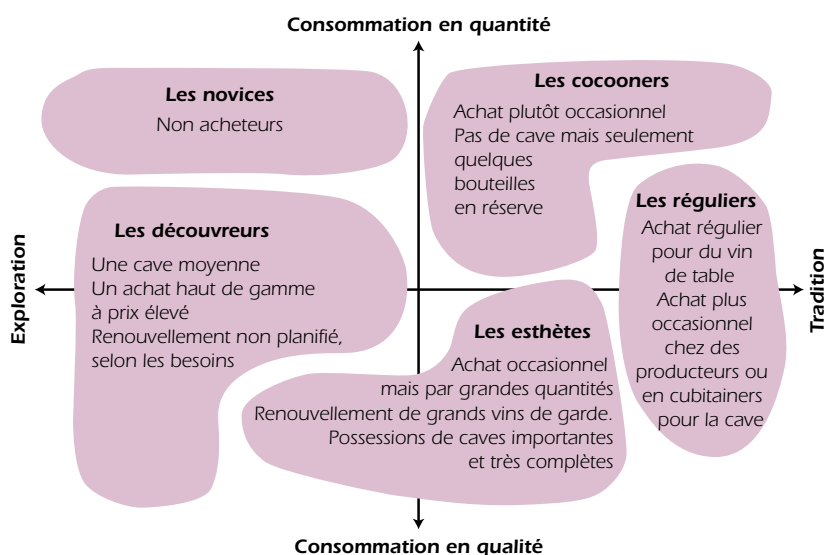 Consommation en quantité
Les novices
Non acheteurs
Les cocooners
Achat plutôt occasionnel
Pas de cave mais seulement
quelques
bouteilles
en réserve
Les découvreurs
Une cave moyenne
Un achat haut de gamme
à prix élevé
Renouvellement non planifié,
selon les besoins
Les réguliers
Achat régulier
pour du vin
de table
Achat plus
occasionnel
chez des
producteurs ou
en cubitainers
pour la cave
Exploration
Tradition
Les esthètes
Achat occasionnel
mais par grandes quantités
Renouvellement de grands vins de garde.
Possessions de caves importantes
et très complètes
Consommation en qualité